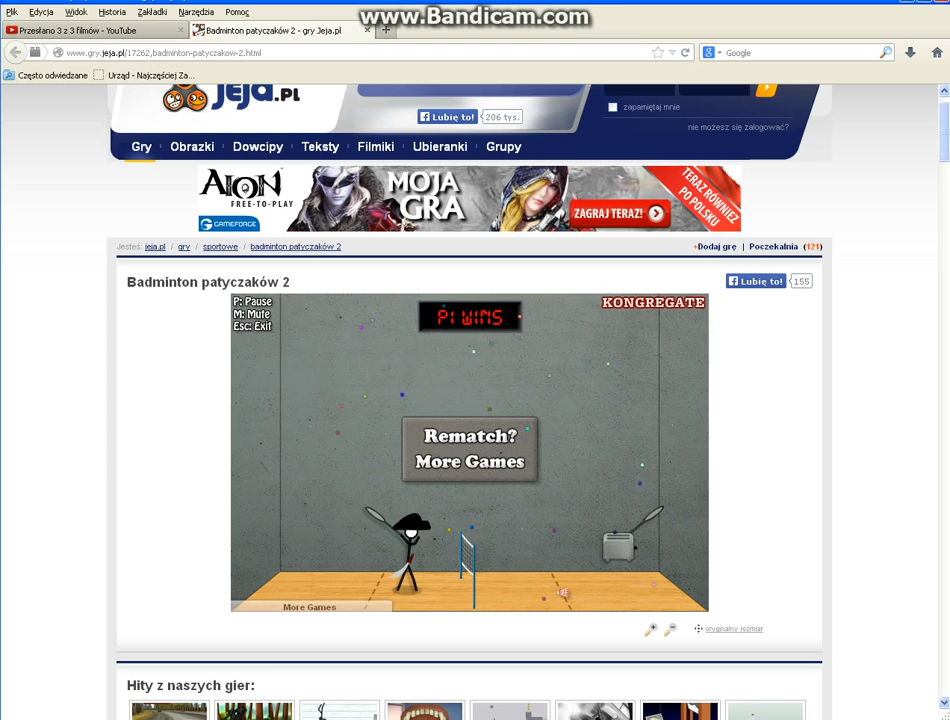 www.Bandicam.com
Plik Edycja Widok Historia Zakładki Narzędzia Pomoc
Przesłano 3 z 3 filmów - YouTube
Badminton patyczaków 2 - gry Jeja.pl
www.gry.jeja.pl/17262,badminton-patyczakow-2.html
Google
Często odwiedzane
Urząd - Najczęściej Za...
jeja.PL
Lubię to! 206 tys.
zapamiętaj mnie
nie możesz się zalogować?
Gry Obrazki Dowcipy Teksty Filmiki Ubieranki Grupy
AION
FREE-TO-PLAY
GAMEFORGE
MOJA
GRA
ZAGRAJ TERAZ!
TERAZ RÓWNIEŻ
PO POLSKU
Jesteś: jeja.pl / gry / sportowe / badminton patyczaków 2
+Dodaj grę | Poczekalnia (121)
Badminton patyczaków 2
Lubię to! 155
P: Pause
M: Mute
Esc: Exit
P1 WINS
KONGREGATE
Rematch?
More Games
More Games
oryginalny rozmiar
Hity z naszych gier: